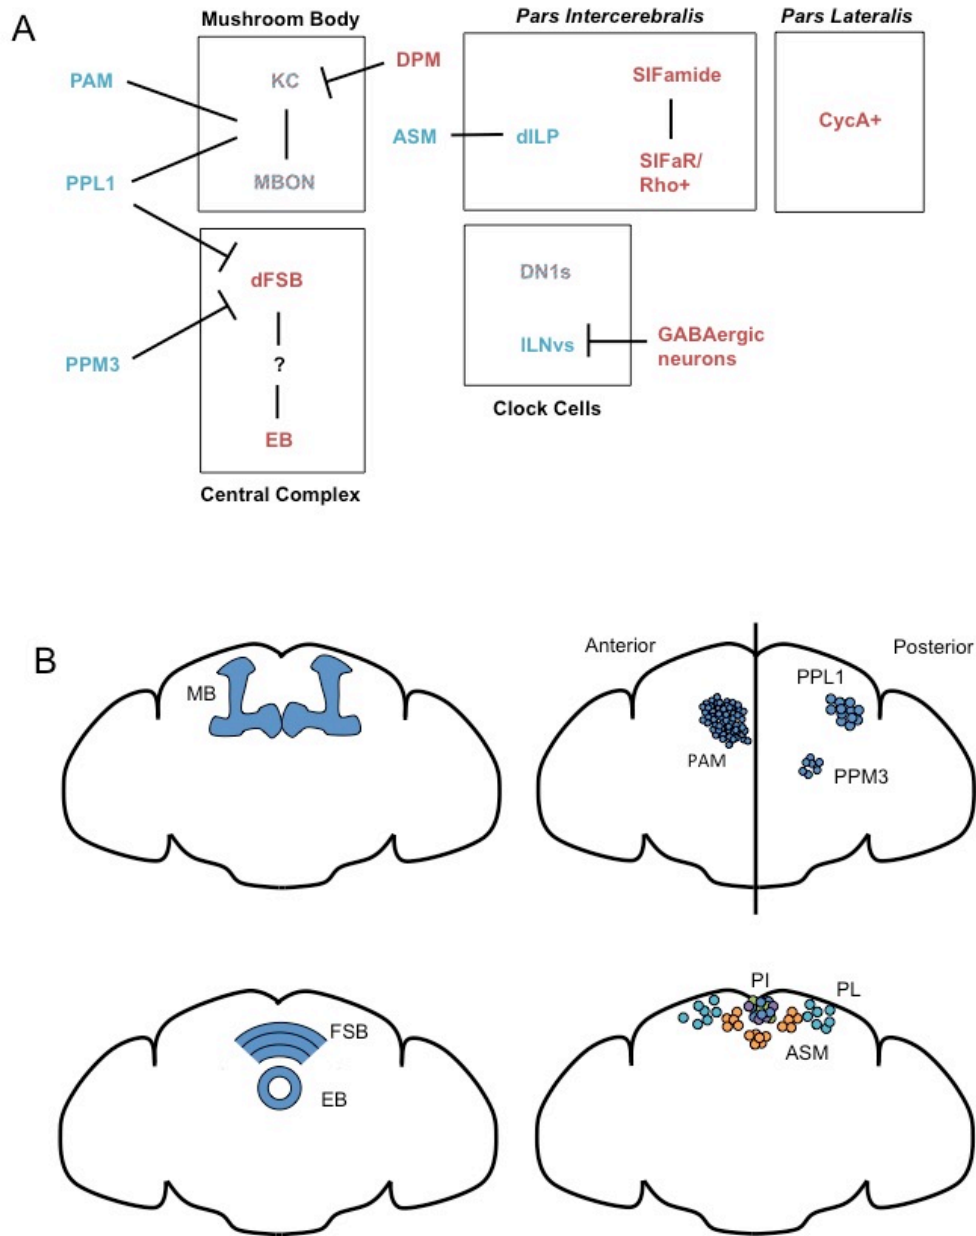 A
Mushroom Body
Pars Intercerebralis
Pars Lateralis
PAM
KC
DPM
SIFamide
ASM
dILP
CycA+
SIFaR/
Rho+
PPL1
MBON
dFSB
DN1s
PPM3
?
lLNvs
GABAergic
neurons
EB
Clock Cells
Central Complex
B
MB
Anterior
Posterior
PPL1
PAM
PPM3
FSB
EB
PI
PL
ASM